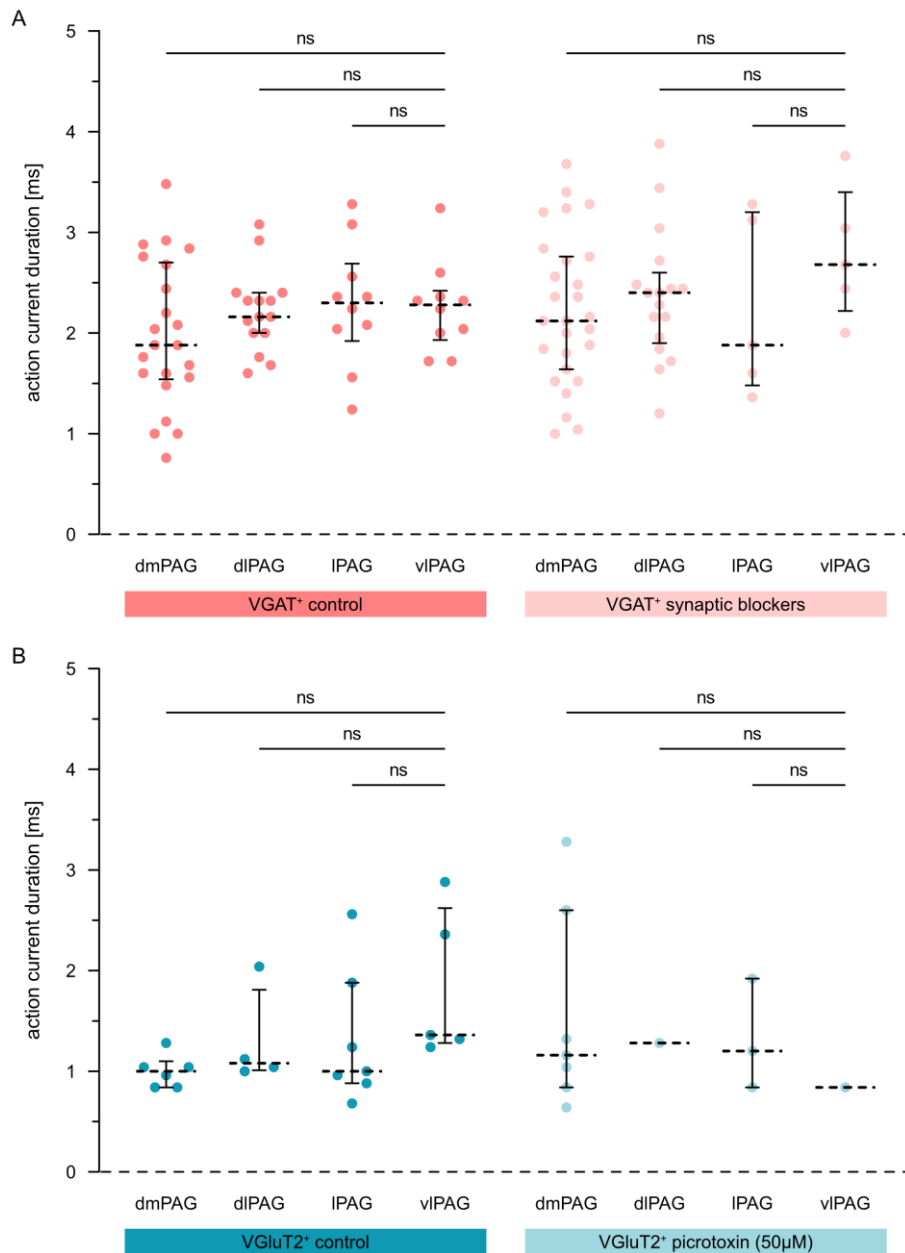 A
5
ns
ns
ns
ns
ns
ns
4
3
2
1
0
action current duration [ms]
dmPAG
dlPAG
lPAG
vlPAG
dmPAG
dlPAG
lPAG
vlPAG
VGAT⁺ control
VGAT⁺ synaptic blockers
B
5
ns
ns
ns
ns
ns
ns
4
3
2
1
0
action current duration [ms]
dmPAG
dlPAG
lPAG
vlPAG
dmPAG
dlPAG
lPAG
vlPAG
VGluT2⁺ control
VGluT2⁺ picrotoxin (50µM)